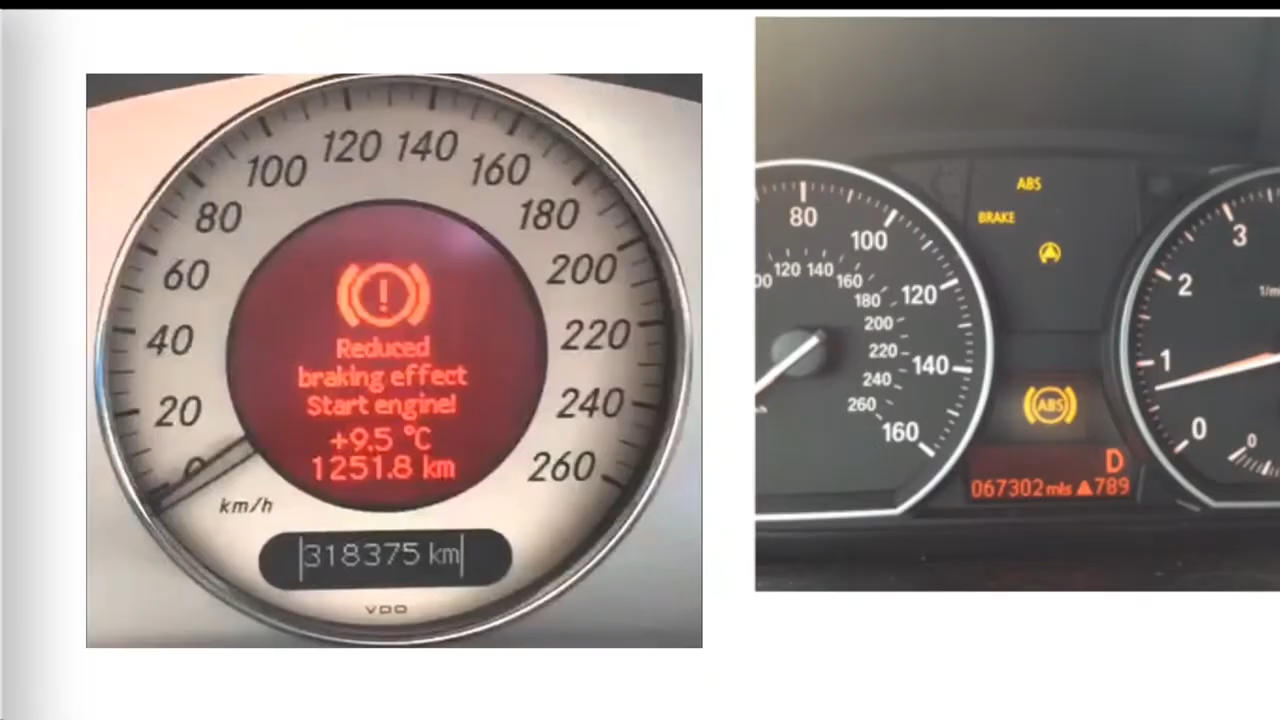 120 140
100 160
80 180
60 200
40 220
20 240
0 260
km/h
!
Reduced
braking effect
Start engine!
+9.5 °C
1251.8 km
318375 km
VDO
80
100
120
140
160
120 140
160
180
200
220
240
260
ABS
BRAKE
ABS
D
067302 mls ▲789
3
2
1
0
0